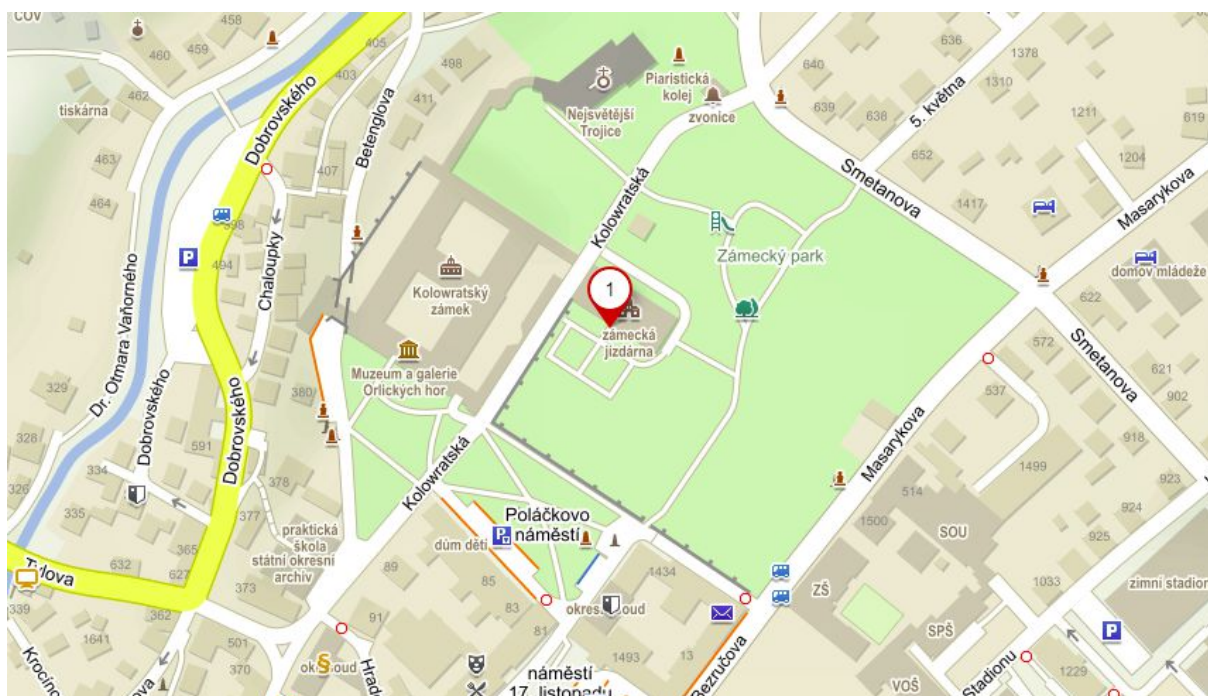 ČOV
460
459
458
405
498
tiskárna
462
403
411
Dobrovského
Betenglova
463
407
464
Nejsvětější
Trojice
Piaristická
kolej
zvonice
640
639
638
636
1378
1310
1211
619
5. května
652
1204
Smetanova
1417
Masarykova
Kolowratská
Zámecký park
domov mládeže
622
P
398
494
Chaloupky
Kolowratský
zámek
1
zámecká
jízdárna
Dr. Otmara Vaňorného
329
Dobrovského
Dobrovského
380
Muzeum a galerie
Orlických hor
572
537
Smetanova
621
902
328
591
334
326
335
378
377
Kolowratská
Masarykova
918
1499
923
924
925
514
1500
SOU
praktická
škola
státní okresní
archiv
Poláčkovo
náměstí
P
dům dětí
365
632
627
Tylova
373
362
339
89
85
83
81
91
1434
okresní soud
ZŠ
1033
zimní stadion
SPŠ
P
1641
501
370
Krocínova
náměstí
17. listopadu
1493
13
Bezručova
VOŠ
Stadionu
1229